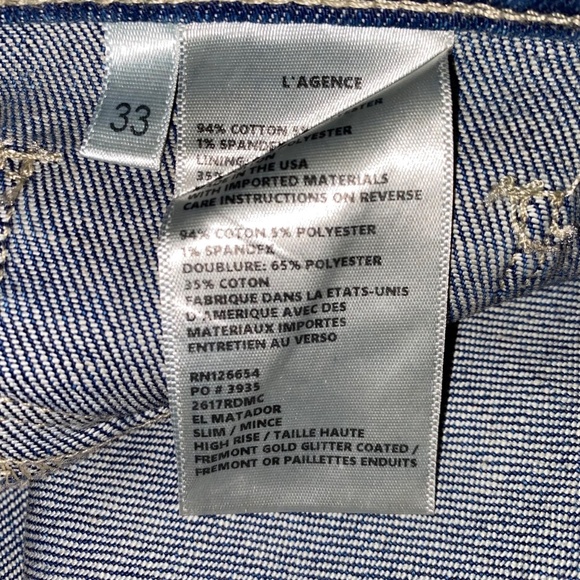 33
L'AGENCE
94% COTTON 5%
1% SPANDEX POLYESTER
LINING:
35% IN THE USA
WITH IMPORTED MATERIALS
CARE INSTRUCTIONS ON REVERSE
94% COTON 5% POLYESTER
1% SPANDEX
DOUBLURE: 65% POLYESTER
35% COTON
FABRIQUE DANS LA ETATS-UNIS
D'AMERIQUE AVEC DES
MATERIAUX IMPORTES
ENTRETIEN AU VERSO
RN126654
PO # 3935
2617RDMC
EL MATADOR
SLIM / MINCE
HIGH RISE / TAILLE HAUTE
FREMONT GOLD GLITTER COATED /
FREMONT OR PAILLETTES ENDUITS